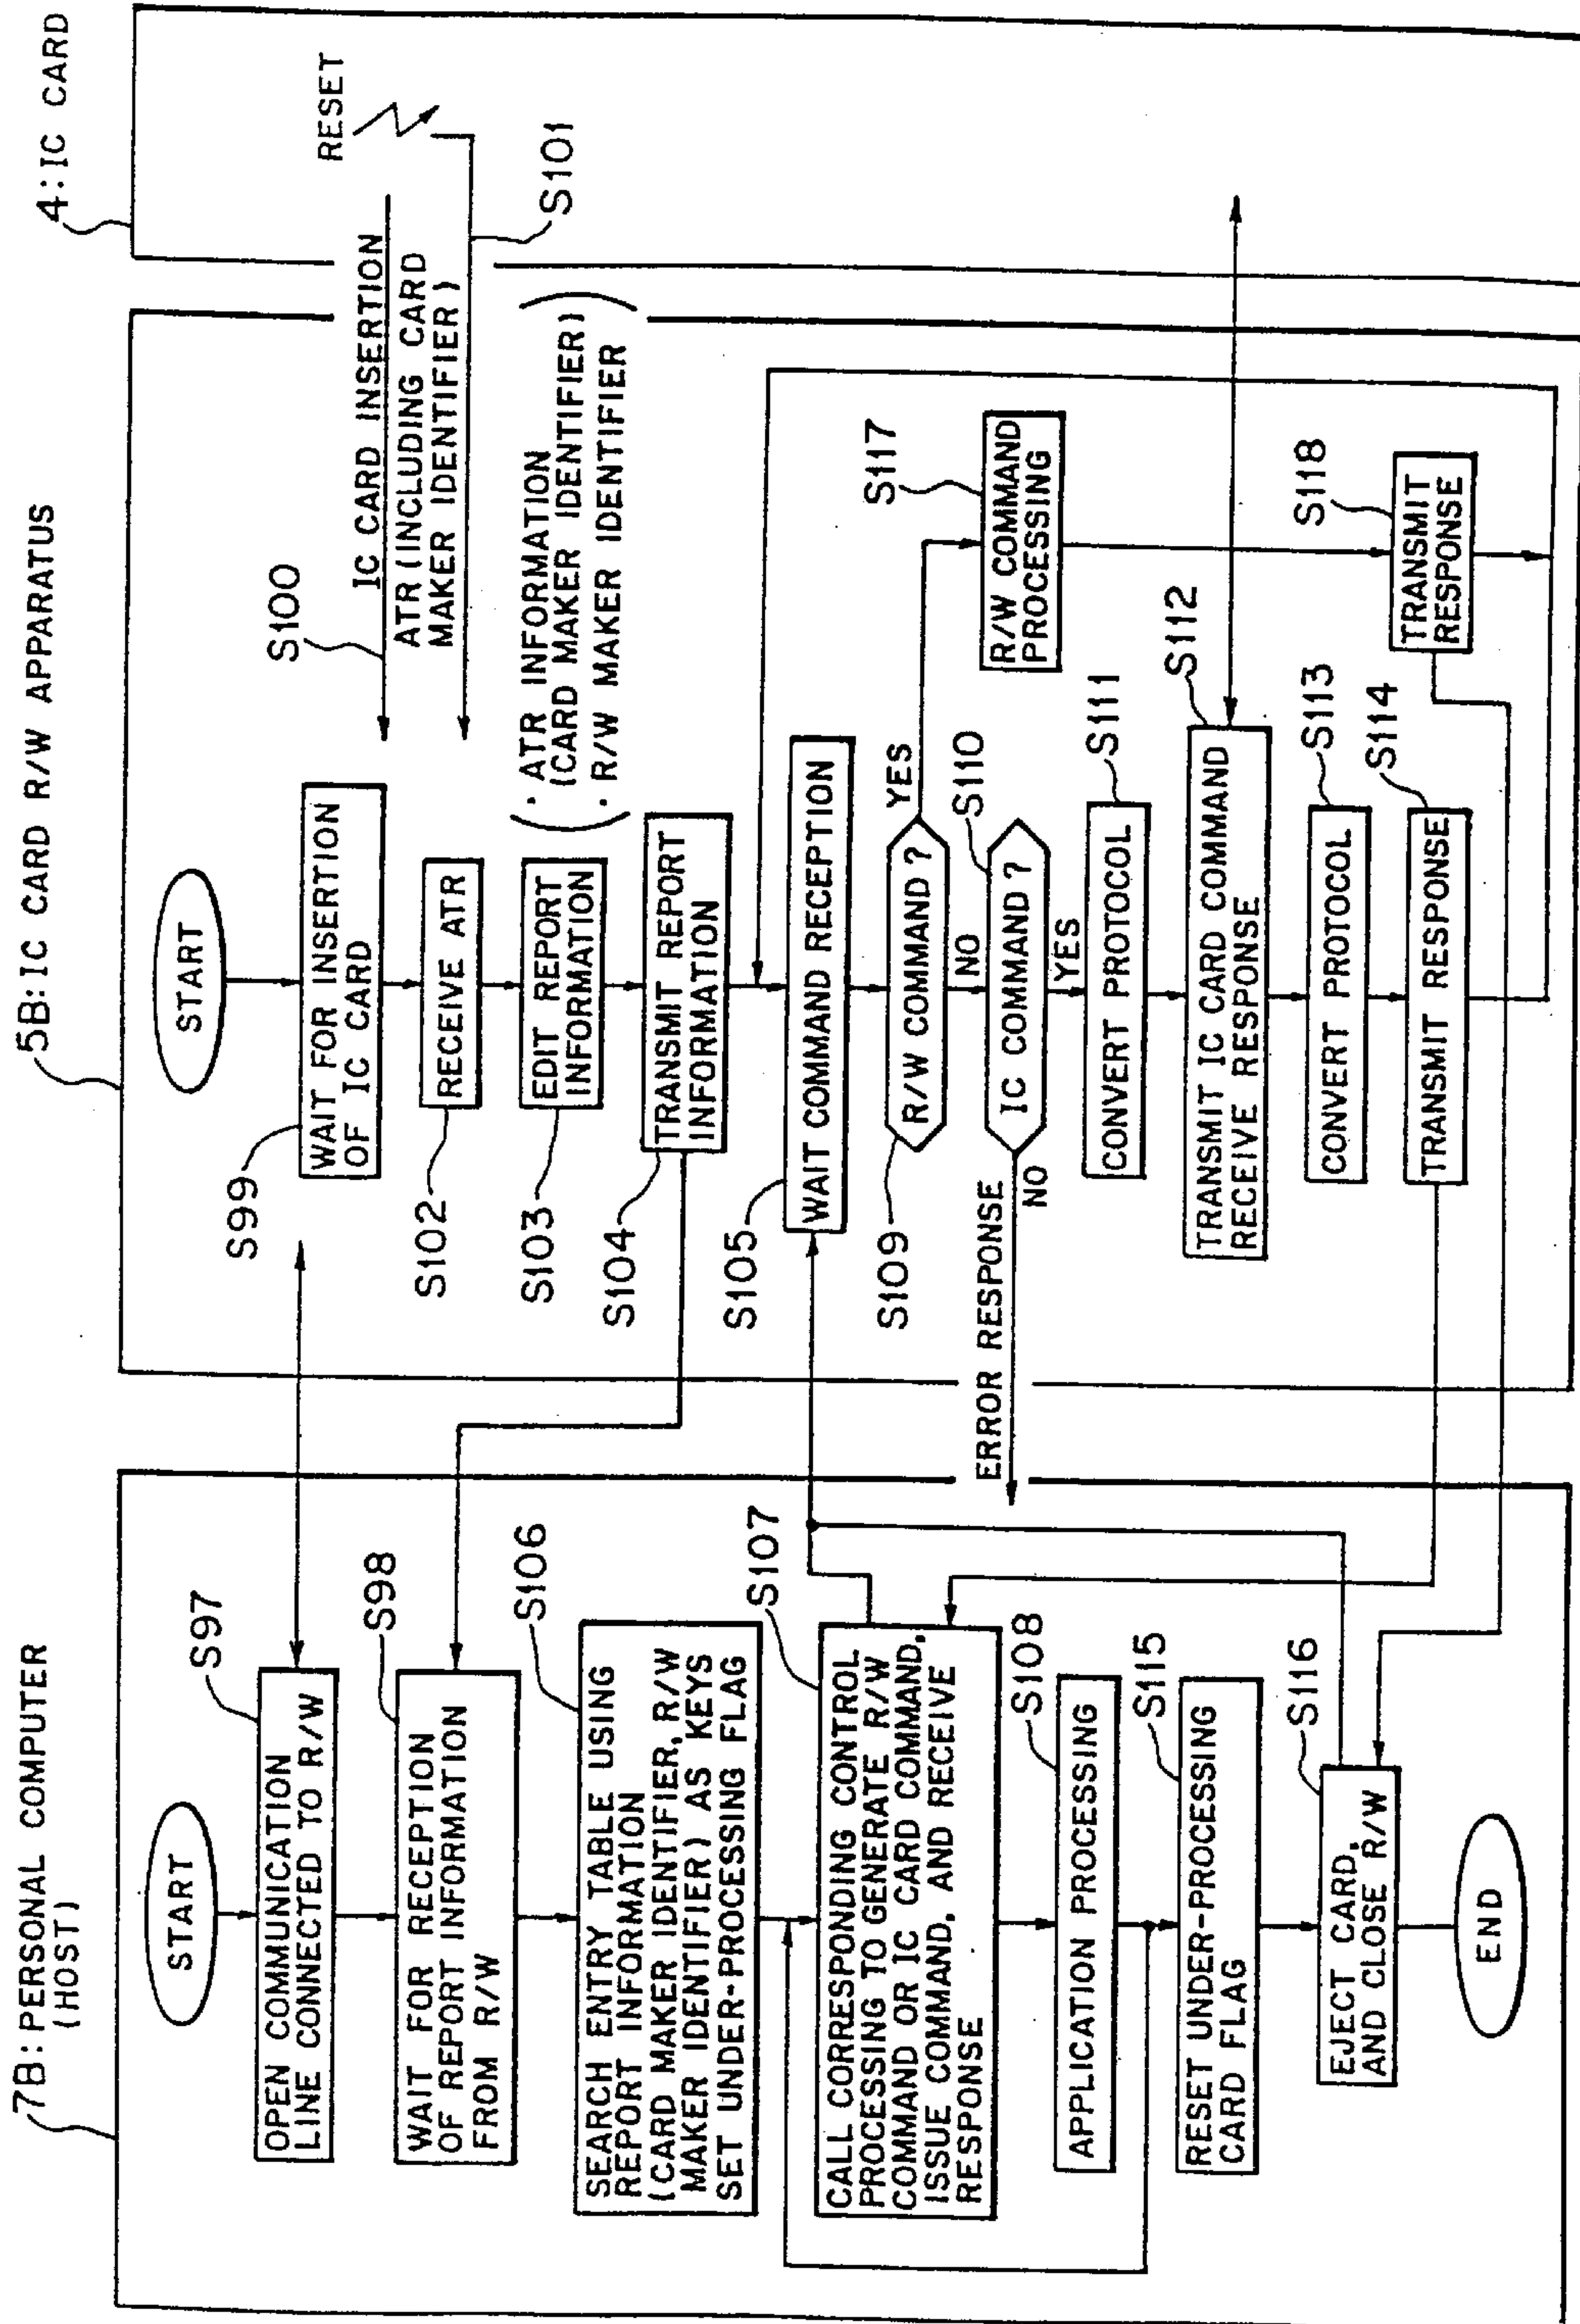 7B: PERSONAL COMPUTER
(HOST)
START
S97
OPEN COMMUNICATION
LINE CONNECTED TO R/W
S98
WAIT FOR RECEPTION
OF REPORT INFORMATION
FROM R/W
S106
SEARCH ENTRY TABLE USING
REPORT INFORMATION
(CARD MAKER IDENTIFIER, R/W
MAKER IDENTIFIER) AS KEYS
SET UNDER-PROCESSING FLAG
S107
CALL CORRESPONDING CONTROL
PROCESSING TO GENERATE R/W
COMMAND OR IC CARD COMMAND,
ISSUE COMMAND, AND RECEIVE
RESPONSE
S108
APPLICATION PROCESSING
S115
RESET UNDER-PROCESSING
CARD FLAG
S116
EJECT CARD,
AND CLOSE R/W
END
5B: IC CARD R/W APPARATUS
START
S99
WAIT FOR INSERTION
OF IC CARD
S102
RECEIVE ATR
S103
EDIT REPORT
INFORMATION
S104
TRANSMIT REPORT
INFORMATION
S105
WAIT COMMAND RECEPTION
S109
R/W COMMAND ?
YES
NO
S110
IC COMMAND ?
YES
NO
ERROR RESPONSE
S111
CONVERT PROTOCOL
S112
TRANSMIT IC CARD COMMAND
RECEIVE RESPONSE
S113
CONVERT PROTOCOL
S114
TRANSMIT RESPONSE
S117
R/W COMMAND
PROCESSING
S118
TRANSMIT
RESPONSE
S100
IC CARD INSERTION
ATR (INCLUDING CARD
MAKER IDENTIFIER)
S101
· ATR INFORMATION
(CARD MAKER IDENTIFIER)
· R/W MAKER IDENTIFIER
4: IC CARD
RESET